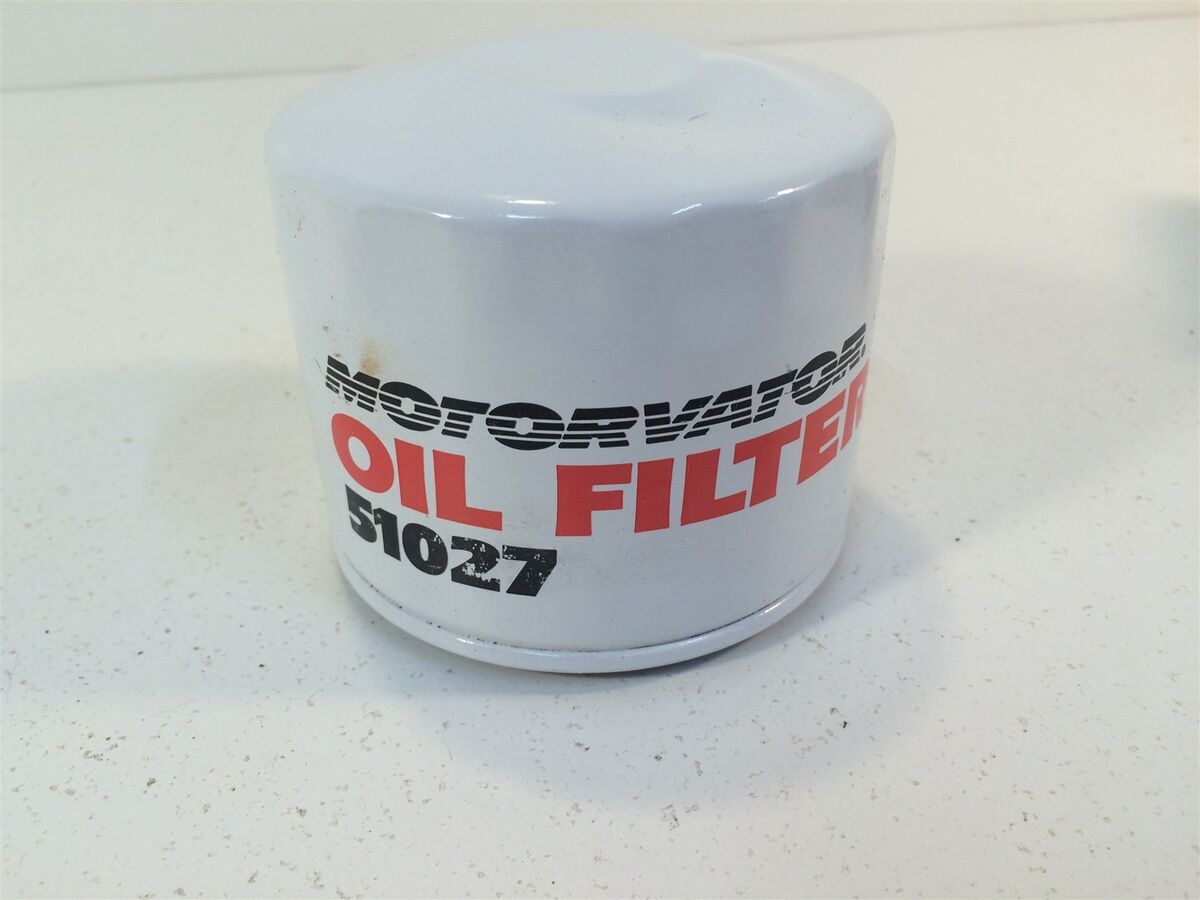 MOTORVATOR.
OIL FILTER
51027